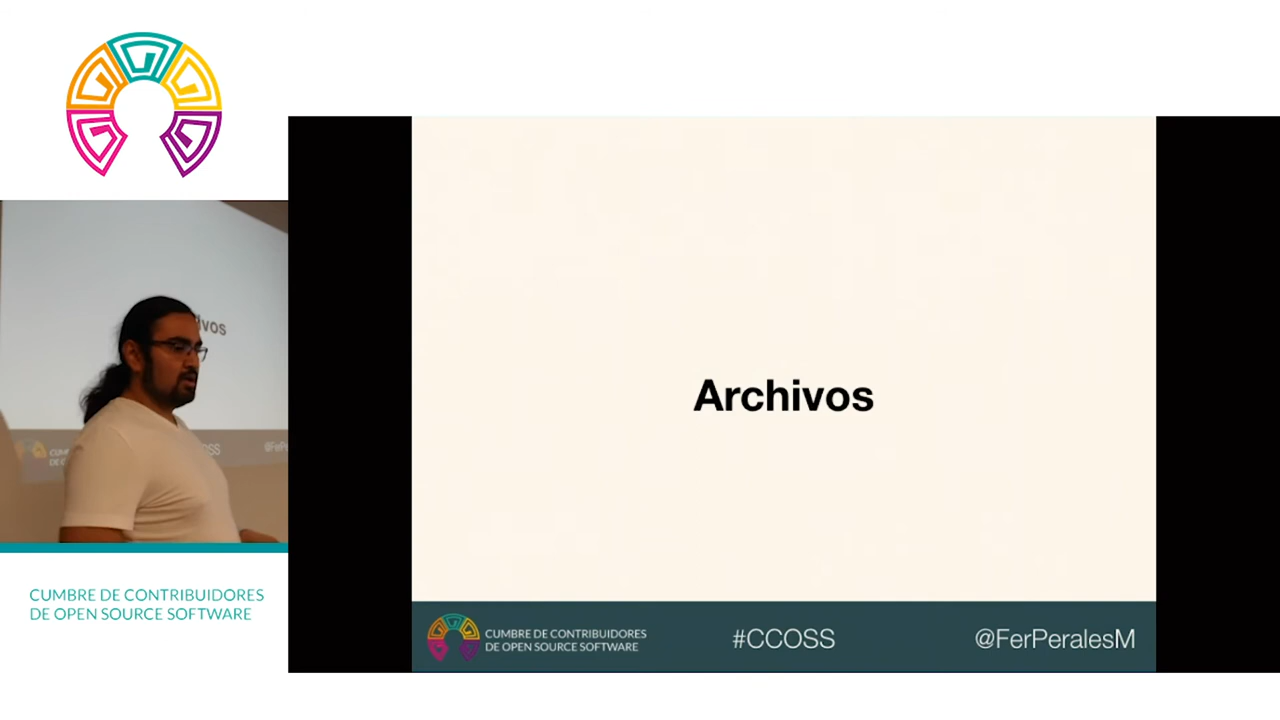 CUMBRE DE CONTRIBUIDORES
DE OPEN SOURCE SOFTWARE
Archivos
CUMBRE DE CONTRIBUIDORES
DE OPEN SOURCE SOFTWARE
#CCOSS
@FerPeralesM